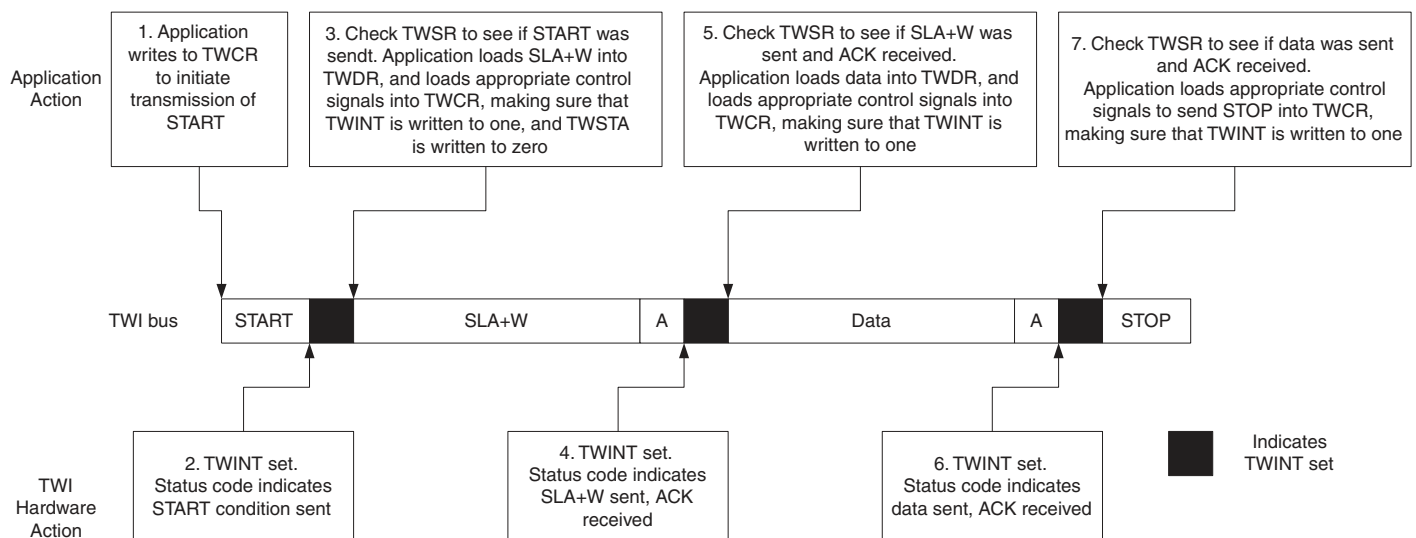 Application
Action
1. Application
writes to TWCR
to initiate
transmission of
START
3. Check TWSR to see if START was
sendt. Application loads SLA+W into
TWDR, and loads appropriate control
signals into TWCR, making sure that
TWINT is written to one, and TWSTA
is written to zero
5. Check TWSR to see if SLA+W was
sent and ACK received.
Application loads data into TWDR, and
loads appropriate control signals into
TWCR, making sure that TWINT is
written to one
7. Check TWSR to see if data was sent
and ACK received.
Application loads appropriate control
signals to send STOP into TWCR,
making sure that TWINT is written to one
TWI bus
START
SLA+W
A
Data
A
STOP
TWI
Hardware
Action
2. TWINT set.
Status code indicates
START condition sent
4. TWINT set.
Status code indicates
SLA+W sent, ACK
received
6. TWINT set.
Status code indicates
data sent, ACK received
Indicates
TWINT set